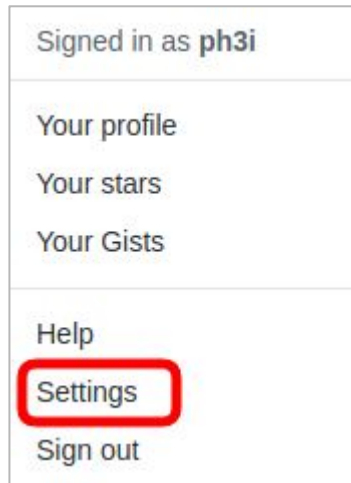 Signed in as ph3i
Your profile
Your stars
Your Gists
Help
Settings
Sign out